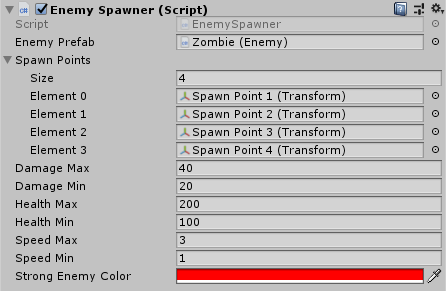 Enemy Spawner (Script)
Script EnemySpawner
Enemy Prefab Zombie (Enemy)
Spawn Points
Size 4
Element 0 Spawn Point 1 (Transform)
Element 1 Spawn Point 2 (Transform)
Element 2 Spawn Point 3 (Transform)
Element 3 Spawn Point 4 (Transform)
Damage Max 40
Damage Min 20
Health Max 200
Health Min 100
Speed Max 3
Speed Min 1
Strong Enemy Color